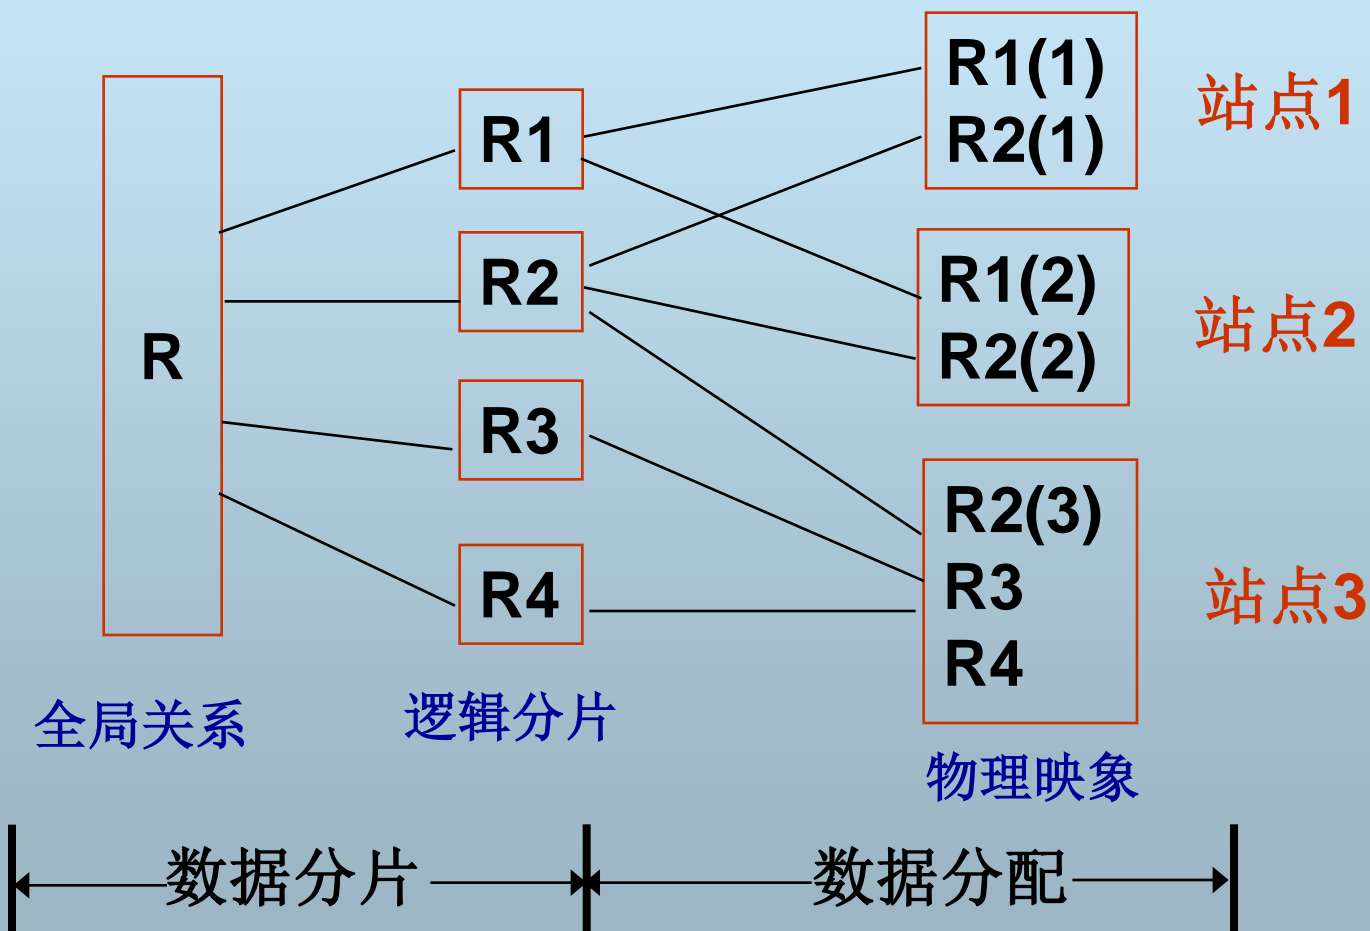 R
R1
R2
R3
R4
R1(1)
R2(1)
站点1
R1(2)
R2(2)
站点2
R2(3)
R3
R4
站点3
全局关系
逻辑分片
物理映象
数据分片
数据分配